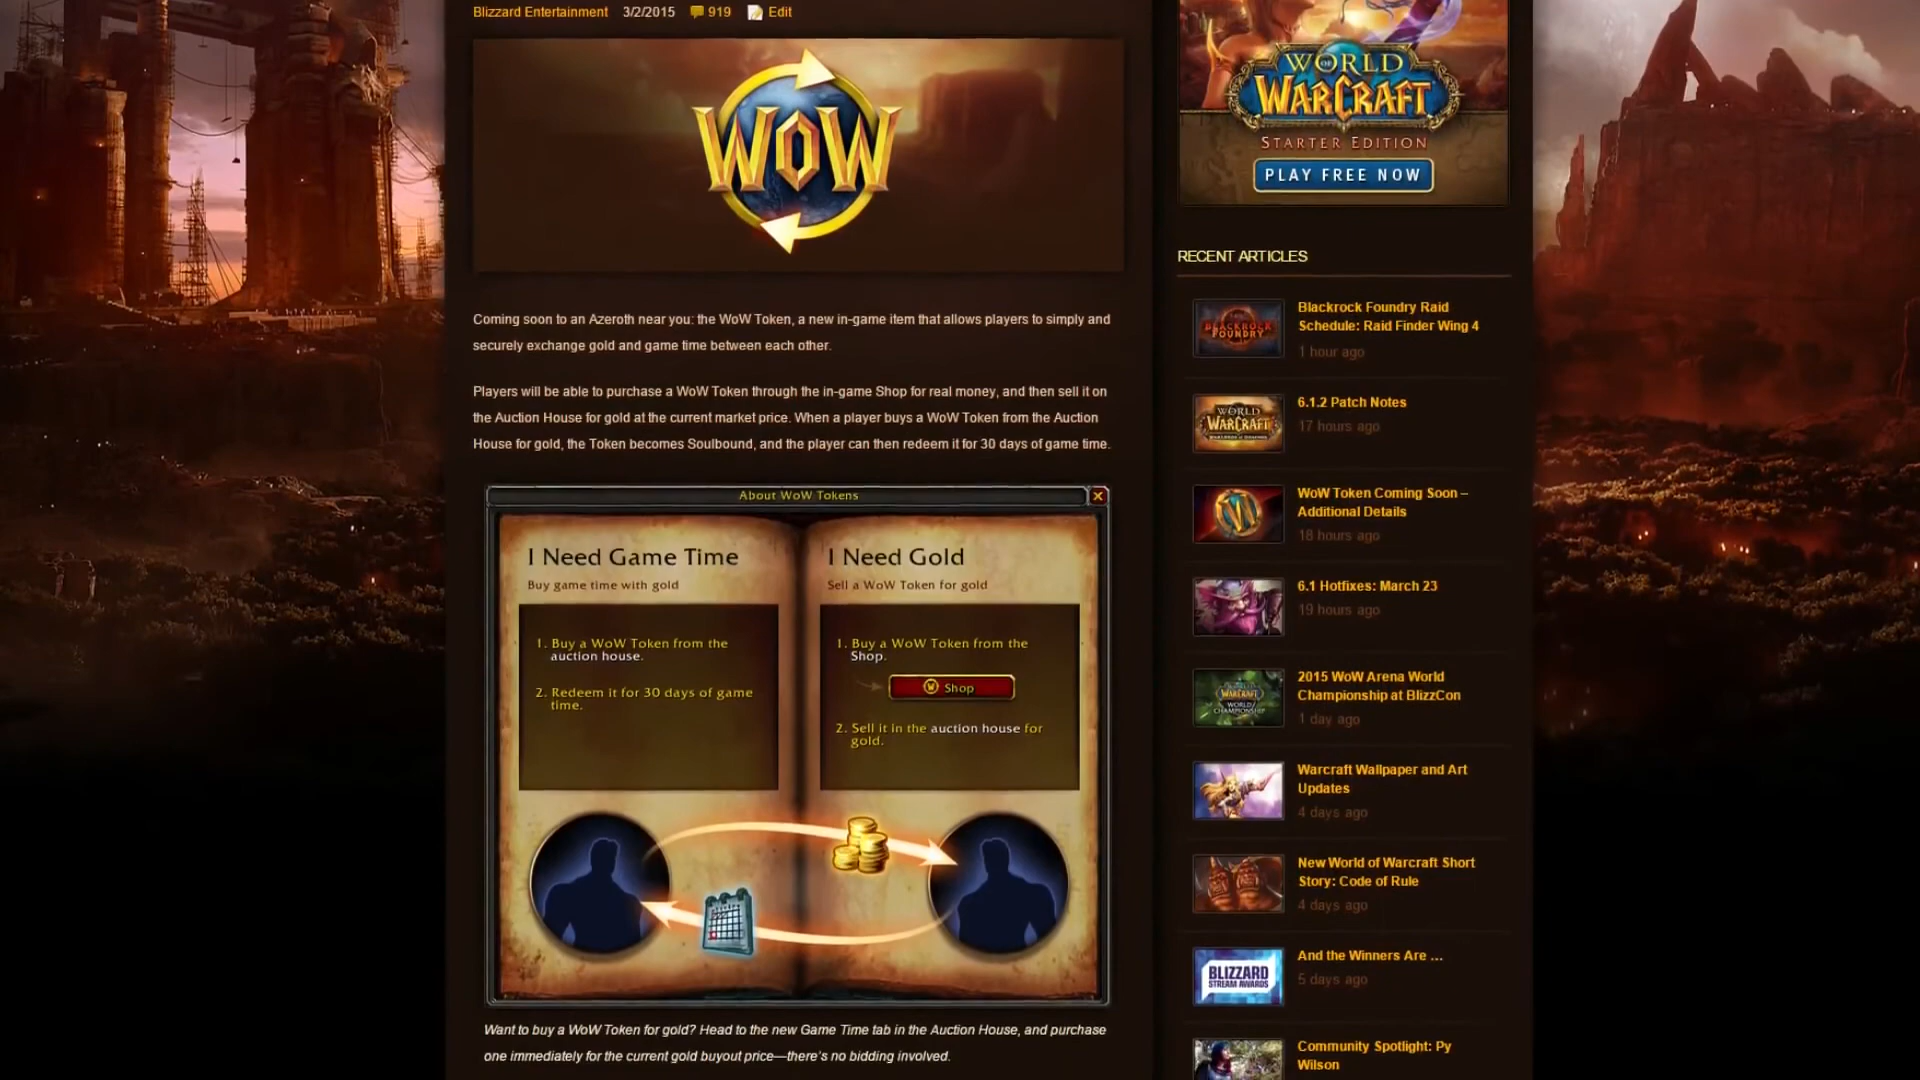 Blizzard Entertainment 3/2/2015 919 Edit
WOW
Coming soon to an Azeroth near you: the WoW Token, a new in-game item that allows players to simply and
securely exchange gold and game time between each other.
Players will be able to purchase a WoW Token through the in-game Shop for real money, and then sell it on
the Auction House for gold at the current market price. When a player buys a WoW Token from the Auction
House for gold, the Token becomes Soulbound, and the player can then redeem it for 30 days of game time.
About WoW Tokens
I Need Game Time
Buy game time with gold
1. Buy a WoW Token from the
auction house.
2. Redeem it for 30 days of game
time.
I Need Gold
Sell a WoW Token for gold
1. Buy a WoW Token from the
Shop.
Shop
2. Sell it in the auction house for
gold.
Want to buy a WoW Token for gold? Head to the new Game Time tab in the Auction House, and purchase
one immediately for the current gold buyout price—there's no bidding involved.
WORLD
OF
WARCRAFT
STARTER EDITION
PLAY FREE NOW
RECENT ARTICLES
BLACKROCK
FOUNDRY
Blackrock Foundry Raid
Schedule: Raid Finder Wing 4
1 hour ago
WORLD
WARCRAFT
6.1.2 Patch Notes
17 hours ago
WoW Token Coming Soon –
Additional Details
18 hours ago
6.1 Hotfixes: March 23
19 hours ago
WARCRAFT
WORLD
CHAMPIONSHIP
2015 WoW Arena World
Championship at BlizzCon
1 day ago
Warcraft Wallpaper and Art
Updates
4 days ago
New World of Warcraft Short
Story: Code of Rule
4 days ago
BLIZZARD
STREAM AWARDS
And the Winners Are ...
5 days ago
Community Spotlight: Py
Wilson